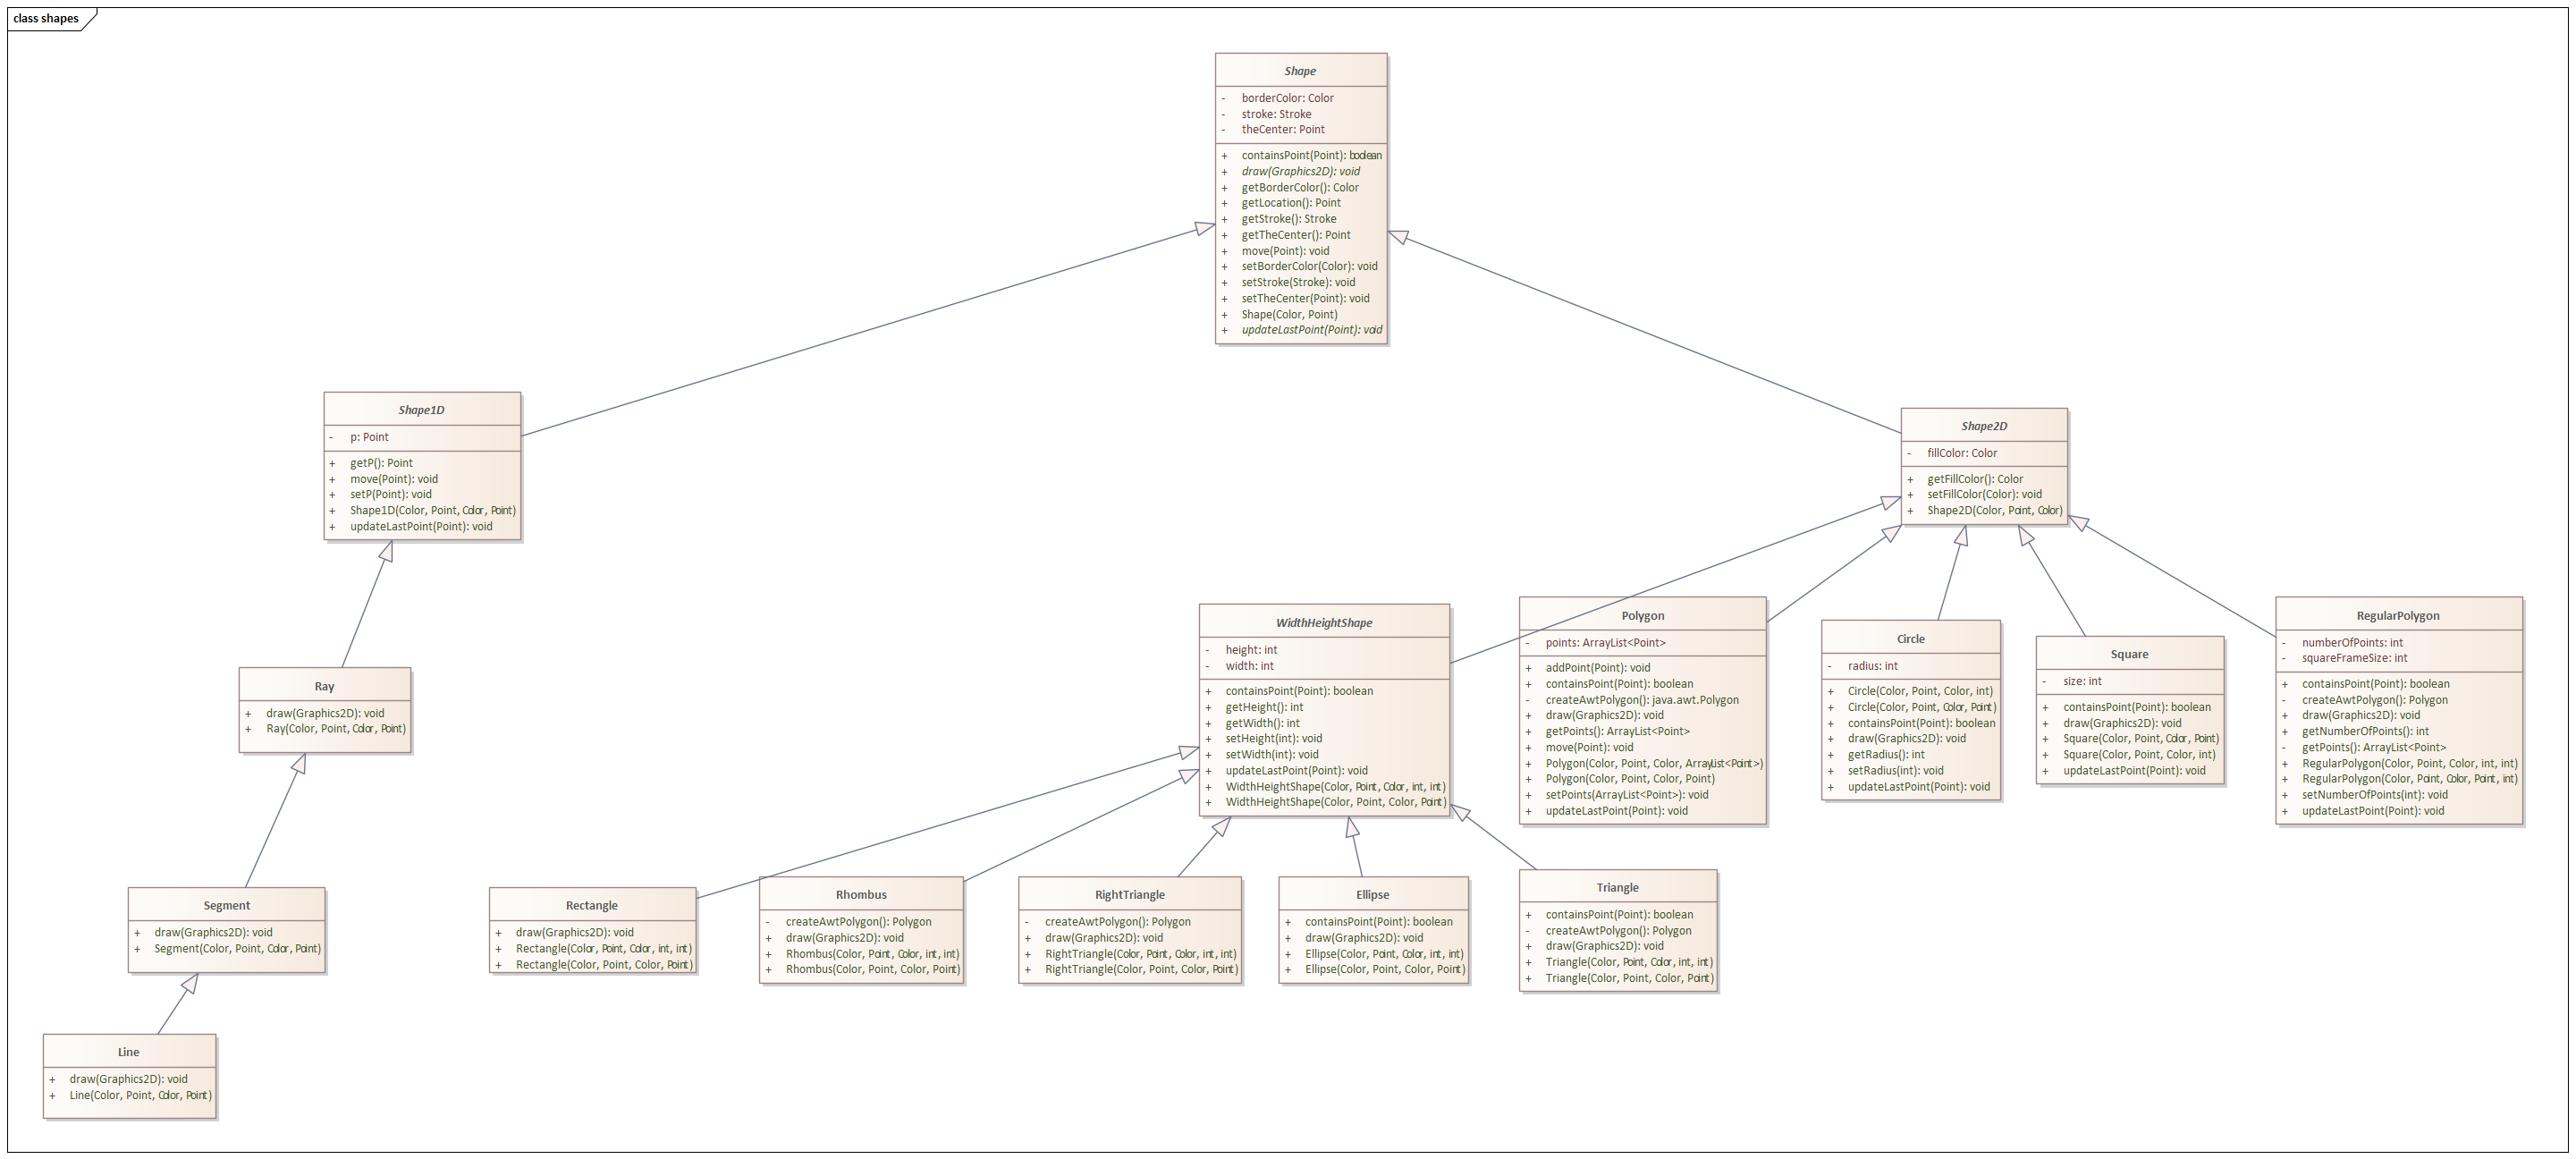 class shapes
Shape
- borderColor: Color
- stroke: Stroke
- theCenter: Point
+ containsPoint(Point): boolean
+ draw(Graphics2D): void
+ getBorderColor(): Color
+ getLocation(): Point
+ getStroke(): Stroke
+ getTheCenter(): Point
+ move(Point): void
+ setBorderColor(Color): void
+ setStroke(Stroke): void
+ setTheCenter(Point): void
+ Shape(Color, Point)
+ updateLastPoint(Point): void
Shape1D
- p: Point
+ getP(): Point
+ move(Point): void
+ setP(Point): void
+ Shape1D(Color, Point, Color, Point)
+ updateLastPoint(Point): void
Shape2D
- fillColor: Color
+ getFillColor(): Color
+ setFillColor(Color): void
+ Shape2D(Color, Point, Color)
Ray
+ draw(Graphics2D): void
+ Ray(Color, Point, Color, Point)
WidthHeightShape
- height: int
- width: int
+ containsPoint(Point): boolean
+ getHeight(): int
+ getWidth(): int
+ setHeight(int): void
+ setWidth(int): void
+ updateLastPoint(Point): void
+ WidthHeightShape(Color, Point, Color, int, int)
+ WidthHeightShape(Color, Point, Color, Point)
Polygon
- points: ArrayList<Point>
+ addPoint(Point): void
+ containsPoint(Point): boolean
- createAwtPolygon(): java.awt.Polygon
+ draw(Graphics2D): void
+ getPoints(): ArrayList<Point>
+ move(Point): void
+ Polygon(Color, Point, Color, ArrayList<Point>)
+ Polygon(Color, Point, Color, Point)
+ setPoints(ArrayList<Point>): void
+ updateLastPoint(Point): void
Circle
- radius: int
+ Circle(Color, Point, Color, int)
+ Circle(Color, Point, Color, Point)
+ containsPoint(Point): boolean
+ draw(Graphics2D): void
+ getRadius(): int
+ setRadius(int): void
+ updateLastPoint(Point): void
Square
- size: int
+ containsPoint(Point): boolean
+ draw(Graphics2D): void
+ Square(Color, Point, Color, Point)
+ Square(Color, Point, Color, int)
+ updateLastPoint(Point): void
RegularPolygon
- numberOfPoints: int
- squareFrameSize: int
+ containsPoint(Point): boolean
- createAwtPolygon(): Polygon
+ draw(Graphics2D): void
+ getNumberOfPoints(): int
- getPoints(): ArrayList<Point>
+ RegularPolygon(Color, Point, Color, int, int)
+ RegularPolygon(Color, Point, Color, Point, int)
+ setNumberOfPoints(int): void
+ updateLastPoint(Point): void
Segment
+ draw(Graphics2D): void
+ Segment(Color, Point, Color, Point)
Rectangle
+ draw(Graphics2D): void
+ Rectangle(Color, Point, Color, int, int)
+ Rectangle(Color, Point, Color, Point)
Rhombus
- createAwtPolygon(): Polygon
+ draw(Graphics2D): void
+ Rhombus(Color, Point, Color, int, int)
+ Rhombus(Color, Point, Color, Point)
RightTriangle
- createAwtPolygon(): Polygon
+ draw(Graphics2D): void
+ RightTriangle(Color, Point, Color, int, int)
+ RightTriangle(Color, Point, Color, Point)
Ellipse
+ containsPoint(Point): boolean
+ draw(Graphics2D): void
+ Ellipse(Color, Point, Color, int, int)
+ Ellipse(Color, Point, Color, Point)
Triangle
+ containsPoint(Point): boolean
- createAwtPolygon(): Polygon
+ draw(Graphics2D): void
+ Triangle(Color, Point, Color, int, int)
+ Triangle(Color, Point, Color, Point)
Line
+ draw(Graphics2D): void
+ Line(Color, Point, Color, Point)